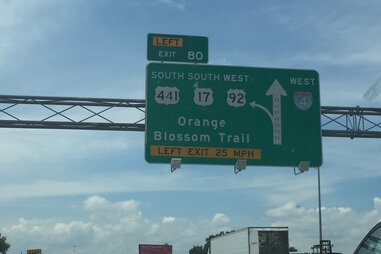 LEFT
EXIT 80
SOUTH SOUTH WEST WEST
441 17 92 4
Orange
Blossom Trail
LEFT EXIT 25 MPH